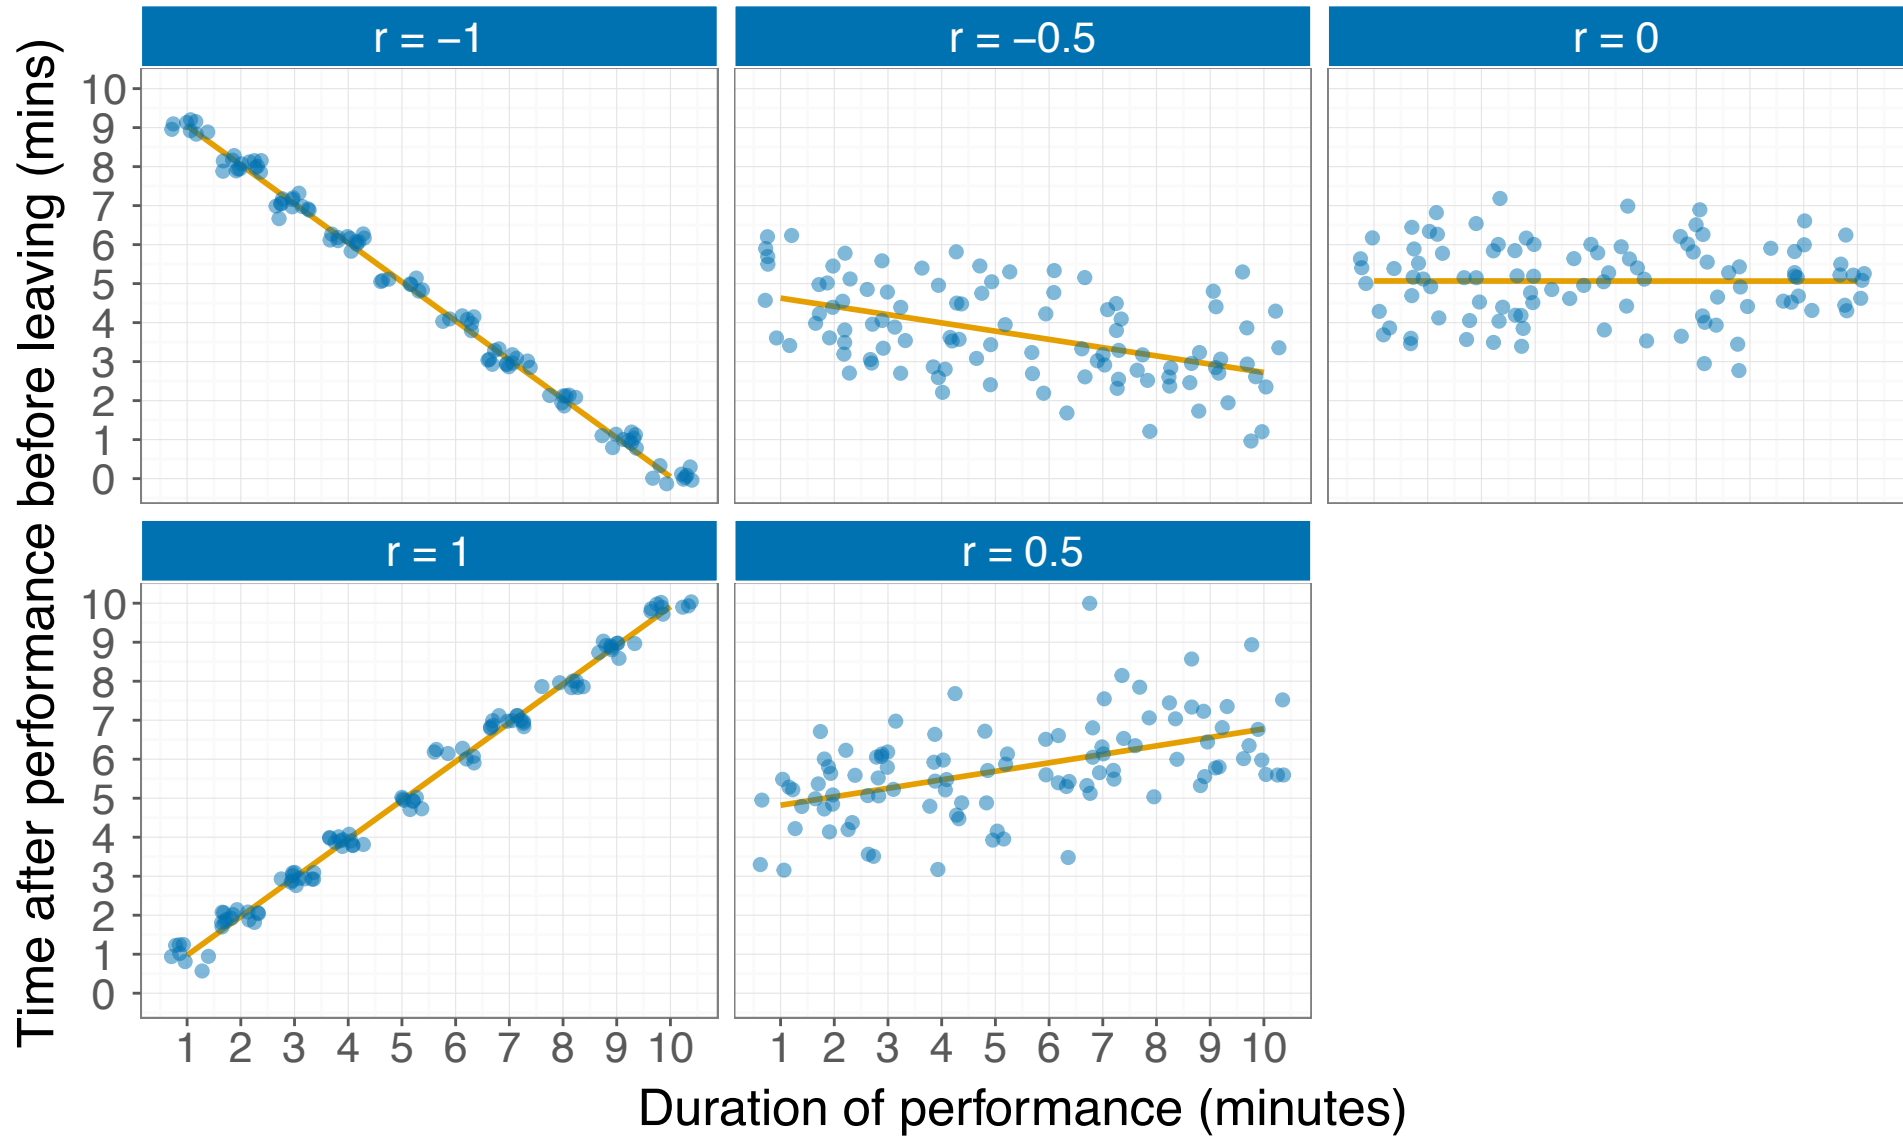 r = −1
r = −0.5
r = 0
10
9
8
7
6
5
4
3
2
1
0
r = 1
r = 0.5
10
9
8
7
6
5
4
3
2
1
0
1 2 3 4 5 6 7 8 9 10
1 2 3 4 5 6 7 8 9 10
Time after performance before leaving (mins)
Duration of performance (minutes)